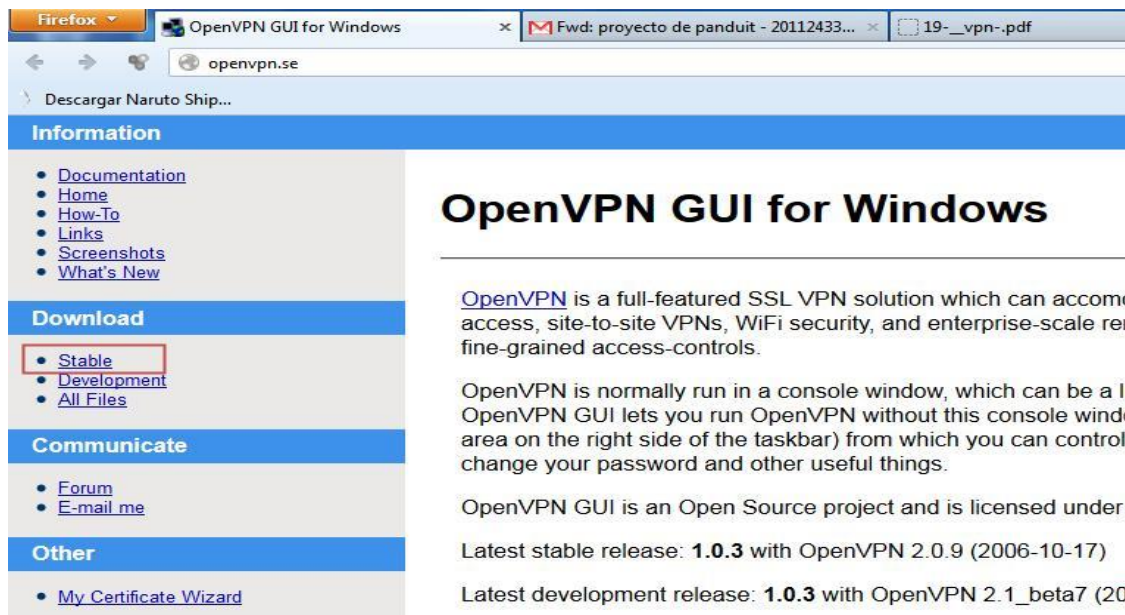 Firefox
OpenVPN GUI for Windows
Fwd: proyecto de panduit - 20112433...
19-__vpn-.pdf
openvpn.se
Descargar Naruto Ship...
Information
Documentation
Home
How-To
Links
Screenshots
What's New
Download
Stable
Development
All Files
Communicate
Forum
E-mail me
Other
My Certificate Wizard
OpenVPN GUI for Windows
OpenVPN is a full-featured SSL VPN solution which can
access, site-to-site VPNs, WiFi security, and enterprise-scale
fine-grained access-controls.
OpenVPN is normally run in a console window, which can be a
OpenVPN GUI lets you run OpenVPN without this console
area on the right side of the taskbar) from which you can control
change your password and other useful things.
OpenVPN GUI is an Open Source project and is licensed under
Latest stable release: 1.0.3 with OpenVPN 2.0.9 (2006-10-17)
Latest development release: 1.0.3 with OpenVPN 2.1_beta7